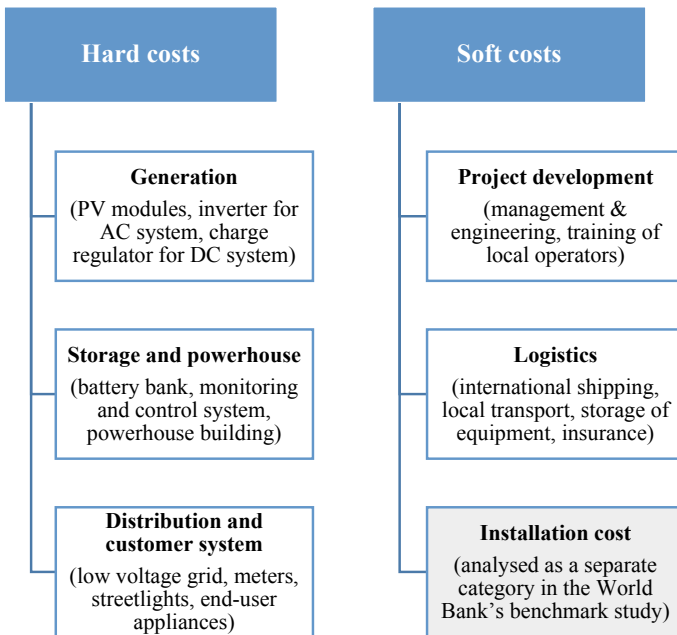 Hard costs
Generation
(PV modules, inverter for
AC system, charge
regulator for DC system)
Storage and powerhouse
(battery bank, monitoring
and control system,
powerhouse building)
Distribution and
customer system
(low voltage grid, meters,
streetlights, end-user
appliances)
Soft costs
Project development
(management &
engineering, training of
local operators)
Logistics
(international shipping,
local transport, storage of
equipment, insurance)
Installation cost
(analysed as a separate
category in the World
Bank’s benchmark study)